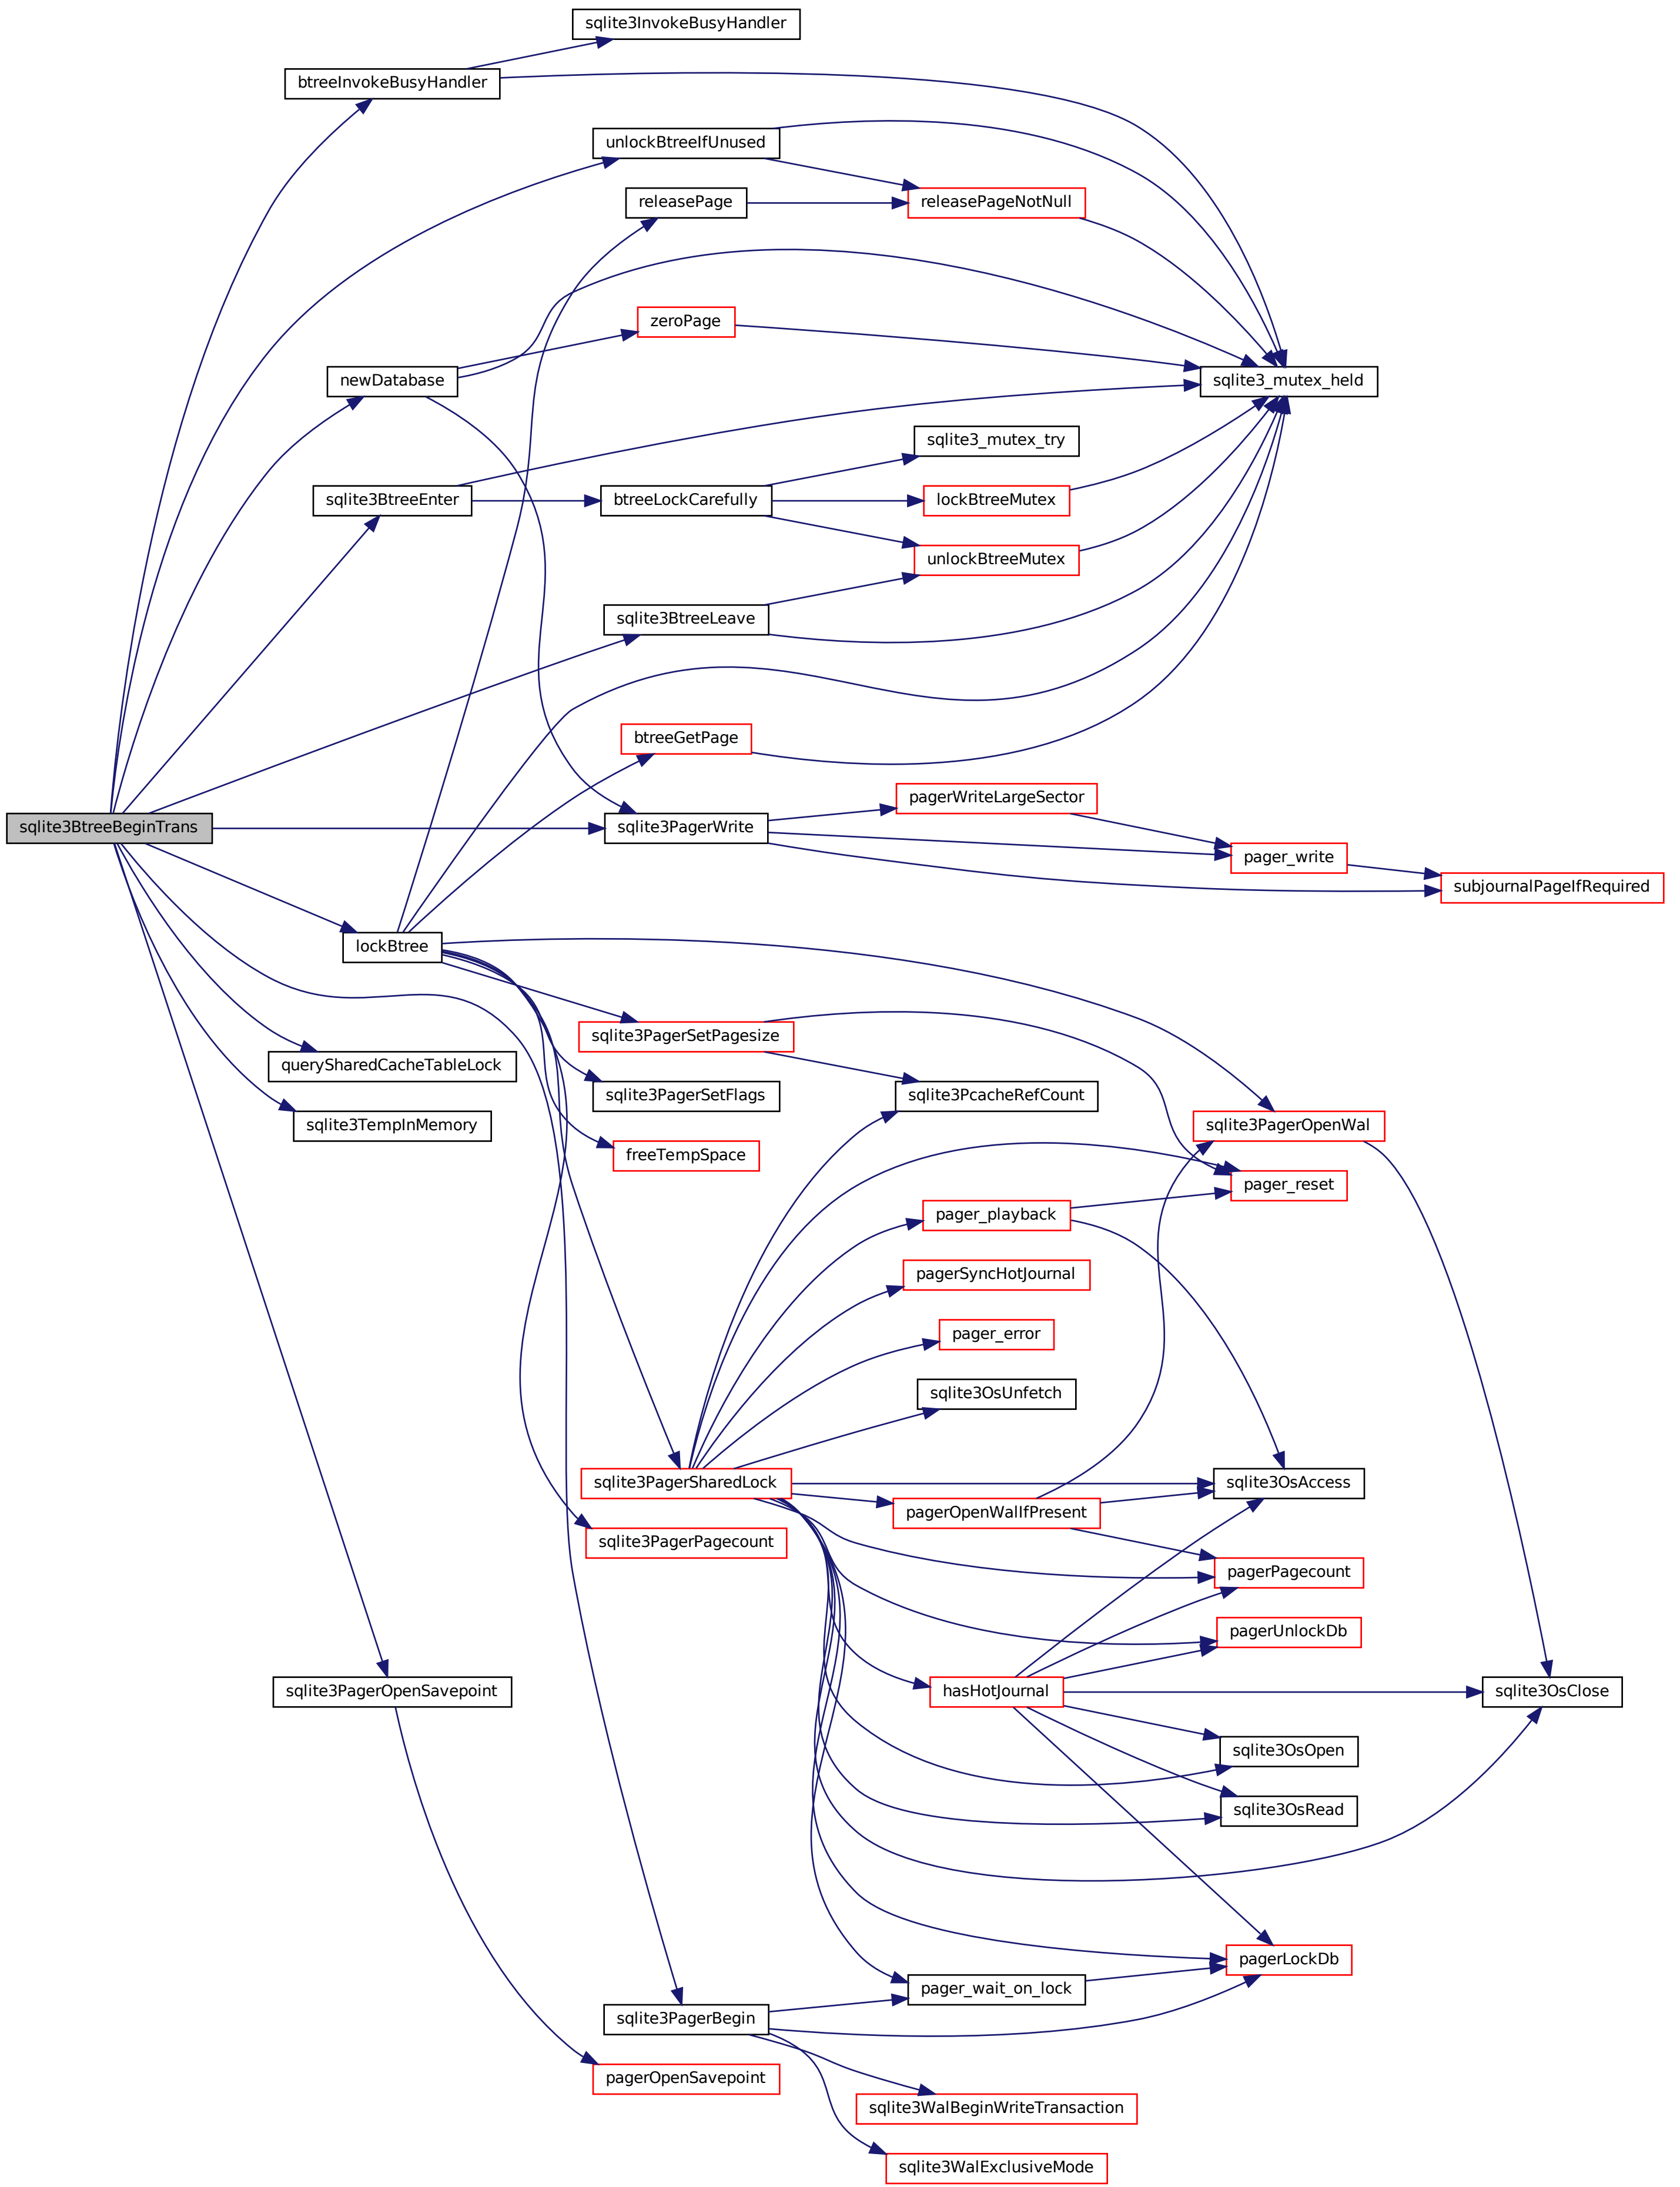 sqlite3InvokeBusyHandler
btreeInvokeBusyHandler
unlockBtreeIfUnused
releasePage
releasePageNotNull
zeroPage
newDatabase
sqlite3_mutex_held
sqlite3_mutex_try
sqlite3BtreeEnter
btreeLockCarefully
lockBtreeMutex
unlockBtreeMutex
sqlite3BtreeLeave
btreeGetPage
pagerWriteLargeSector
sqlite3BtreeBeginTrans
sqlite3PagerWrite
pager_write
subjournalPageIfRequired
lockBtree
sqlite3PagerSetPagesize
querySharedCacheTableLock
sqlite3PagerSetFlags
sqlite3PcacheRefCount
sqlite3TempInMemory
sqlite3PagerOpenWal
freeTempSpace
pager_reset
pager_playback
pagerSyncHotJournal
pager_error
sqlite3OsUnfetch
sqlite3PagerSharedLock
sqlite3OsAccess
pagerOpenWalIfPresent
sqlite3PagerPagecount
pagerPagecount
pagerUnlockDb
sqlite3PagerOpenSavepoint
hasHotJournal
sqlite3OsClose
sqlite3OsOpen
sqlite3OsRead
pagerLockDb
pager_wait_on_lock
sqlite3PagerBegin
pagerOpenSavepoint
sqlite3WalBeginWriteTransaction
sqlite3WalExclusiveMode